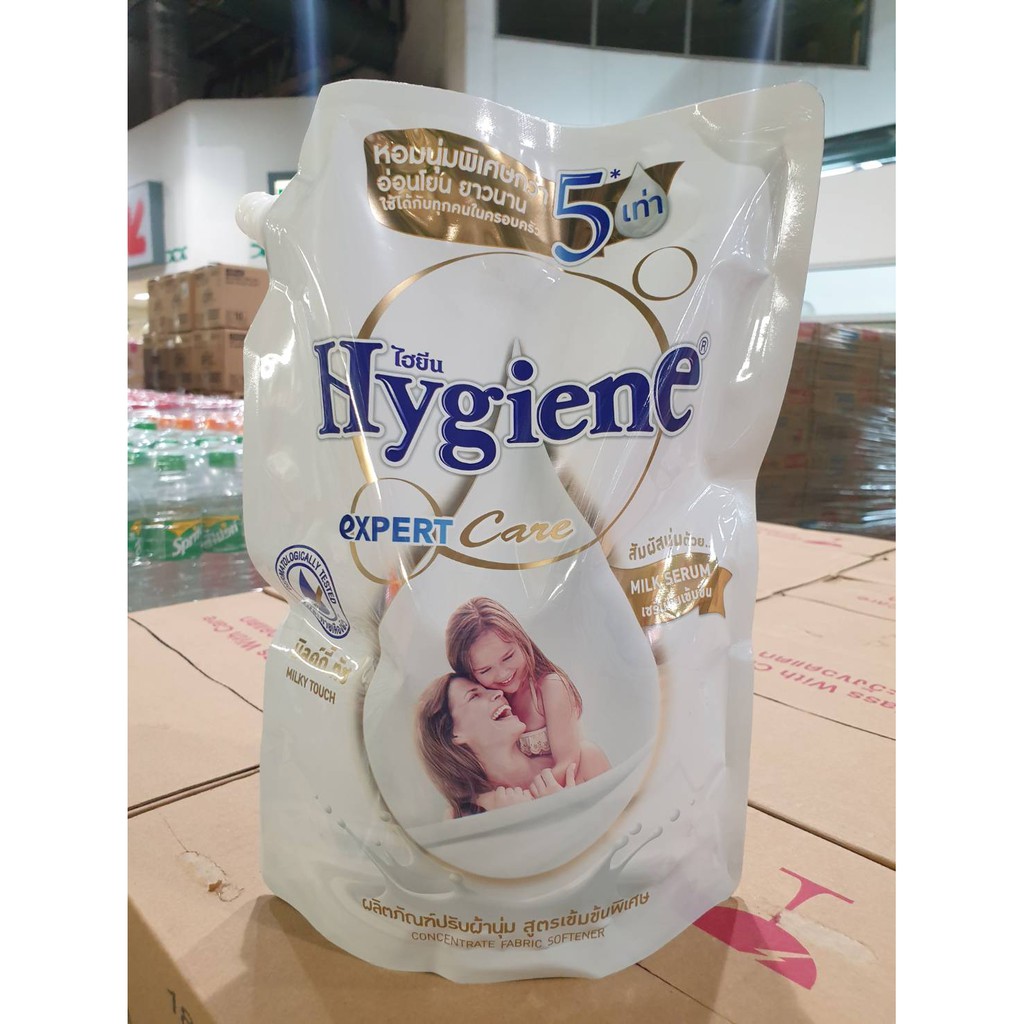 หอมนุ่มพิเศษกว่า
อ่อนโยน ยาวนาน
ใช้ได้กับทุกคนในครอบครัว
5* เท่า
ไฮยีน
Hygiene®
EXPERT Care
สัมผัสนุ่มด้วย..
MILK SERUM
DERMATOLOGICALLY TESTED
มิลค์กี้ ทัช
MILKY TOUCH
ผลิตภัณฑ์ปรับผ้านุ่ม สูตรเข้มข้นพิเศษ
CONCENTRATE FABRIC SOFTENER
Sprite
With Care